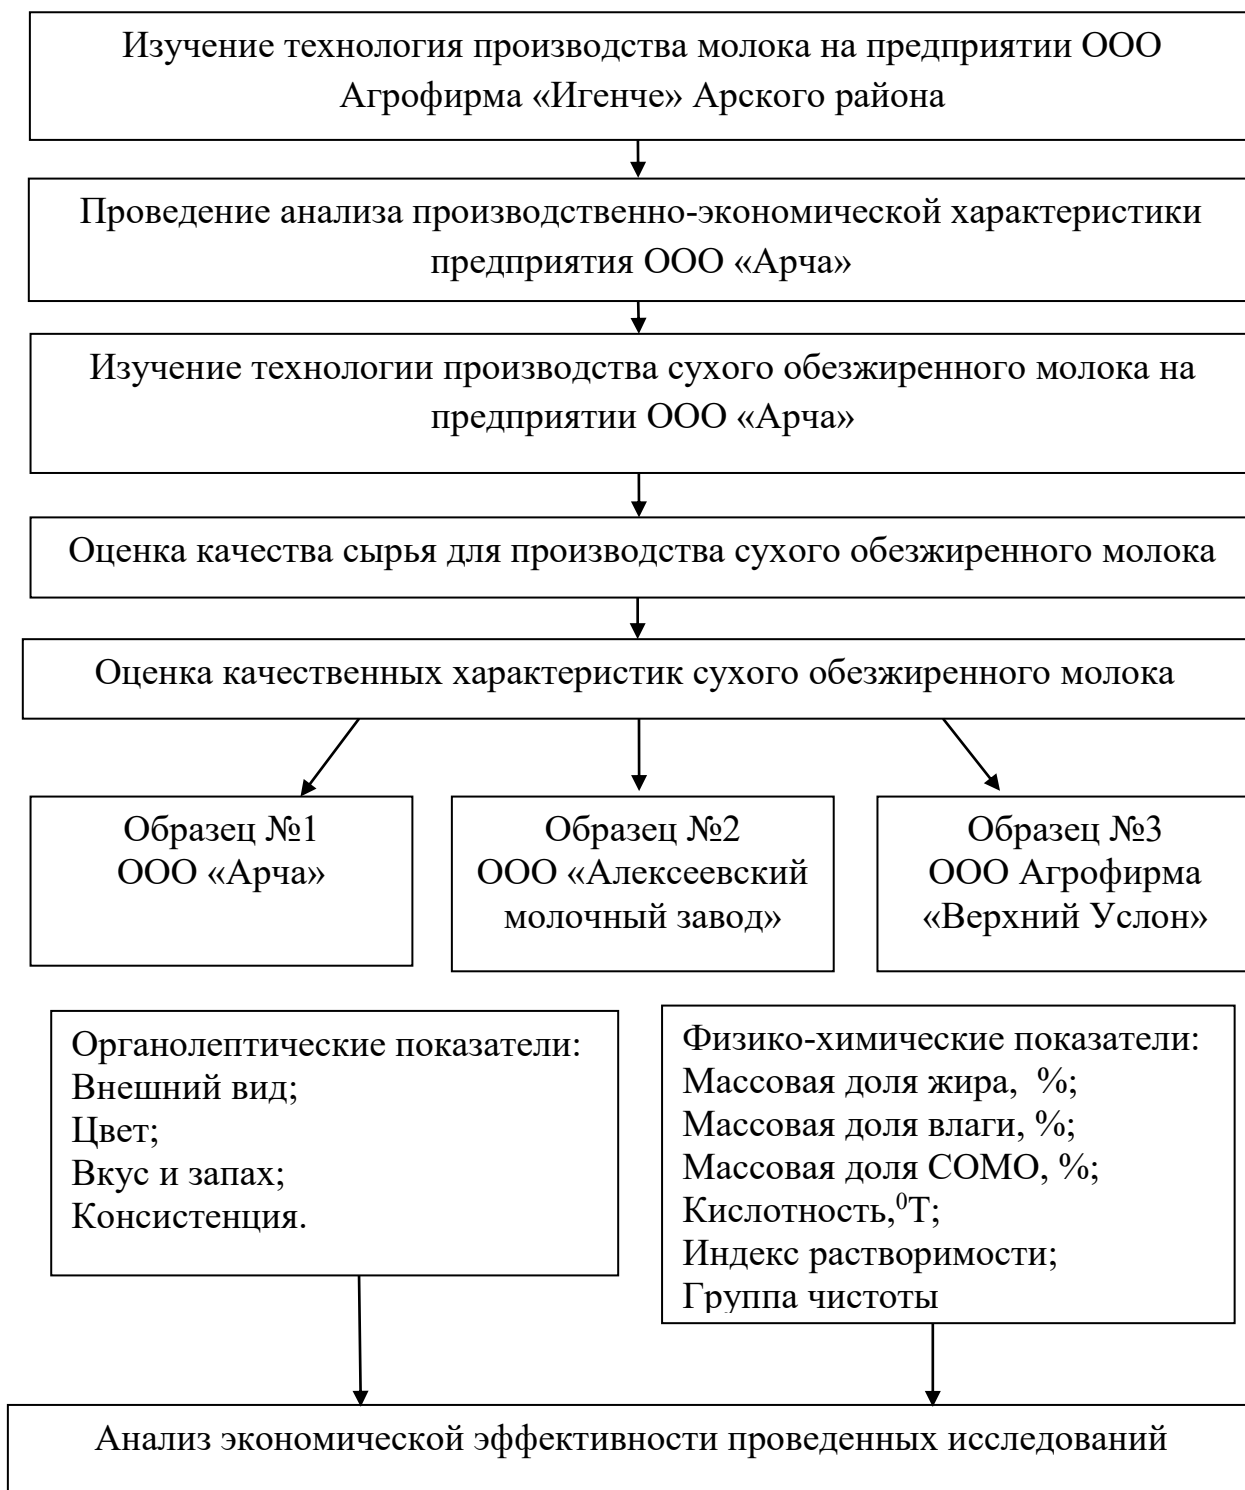 Изучение технология производства молока на предприятии ООО
Агрофирма «Игенче» Арского района
Проведение анализа производственно-экономической характеристики
предприятия ООО «Арча»
Изучение технологии производства сухого обезжиренного молока на
предприятии ООО «Арча»
Оценка качества сырья для производства сухого обезжиренного молока
Оценка качественных характеристик сухого обезжиренного молока
Образец №1
ООО «Арча»
Образец №2
ООО «Алексеевский
молочный завод»
Образец №3
ООО Агрофирма
«Верхний Услон»
Органолептические показатели:
Внешний вид;
Цвет;
Вкус и запах;
Консистенция.
Физико-химические показатели:
Массовая доля жира, %;
Массовая доля влаги, %;
Массовая доля СОМО, %;
Кислотность,⁰Т;
Индекс растворимости;
Группа чистоты
Анализ экономической эффективности проведенных исследований